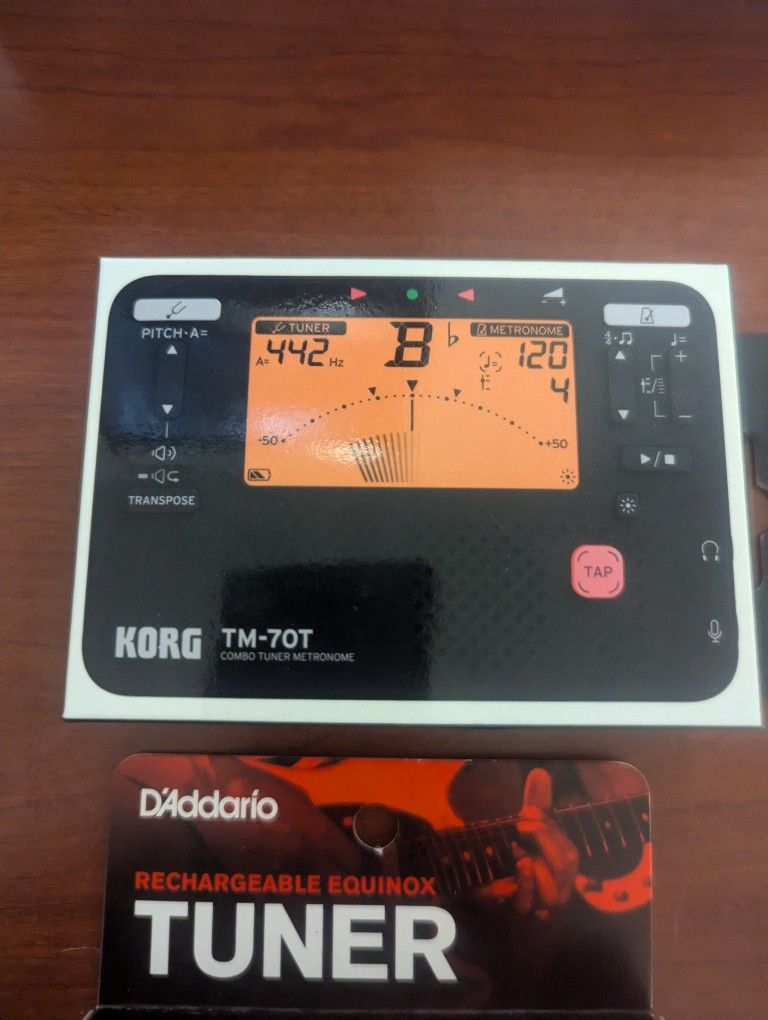 PITCH•A=
TRANSPOSE
TUNER
A=442 Hz
B♭
METRONOME
♩=
120
4
-50
+50
♩=
+
-
TAP
KORG
TM-70T
COMBO TUNER METRONOME
D'Addario
RECHARGEABLE EQUINOX
TUNER